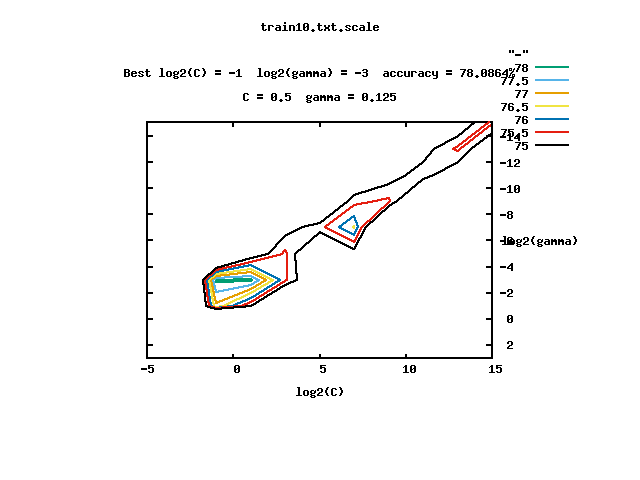 train10.txt.scale
"-"
Best log2(C) = -1  log2(gamma) = -3  accuracy = 78.0864%
78
77.5
77
76.5
76
75.5
75
C = 0.5  gamma = 0.125
-14
-12
-10
-8
-6
log2(gamma)
-4
-2
0
2
-5 0 5 10 15
log2(C)